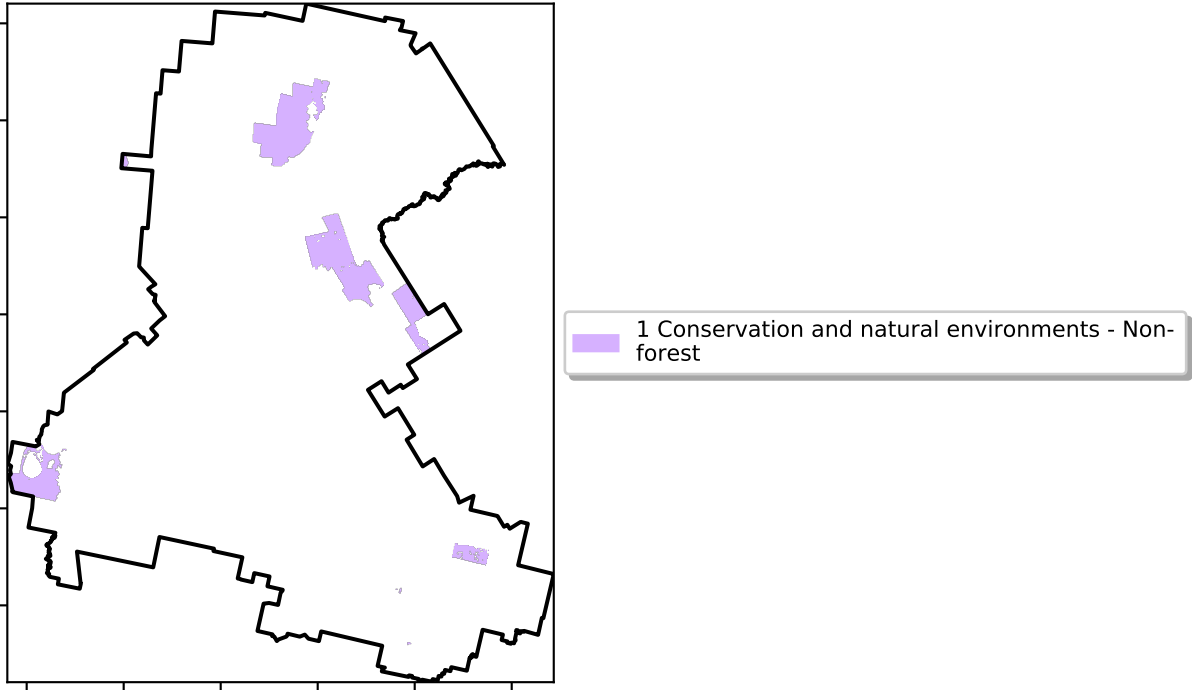 1 Conservation and natural environments - Non-
forest